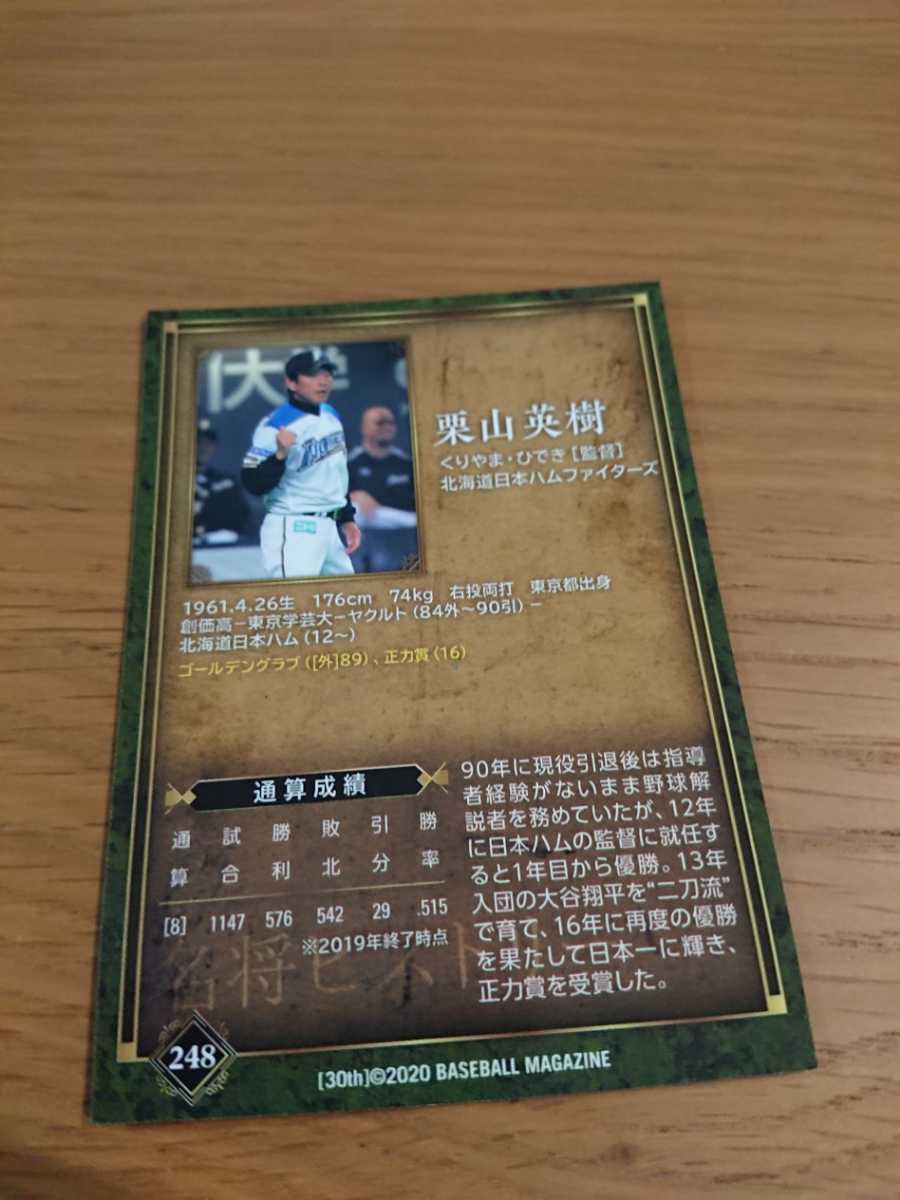 大学
栗山英樹
くりやま・ひでき [監督]
北海道日本ハムファイターズ
1961.4.26生 176cm 74kg 右投両打 東京都出身
創価高−東京学芸大−ヤクルト (84外〜90引) −
北海道日本ハム (12〜)
ゴールデングラブ ([外]89) 、正力賞 (16)
通算成績
通算 試合 勝利 敗北 引分 勝率
[8] 1147 576 542 29 .515
※2019年終了時点
名将ヒストリー
90年に現役引退後は指導
者経験がないまま野球解
説者を務めていたが、12年
に日本ハムの監督に就任す
ると1年目から優勝。13年
入団の大谷翔平を“二刀流”
で育て、16年に再度の優勝
を果たして日本一に輝き、
正力賞を受賞した。
248
[30th]©2020 BASEBALL MAGAZINE